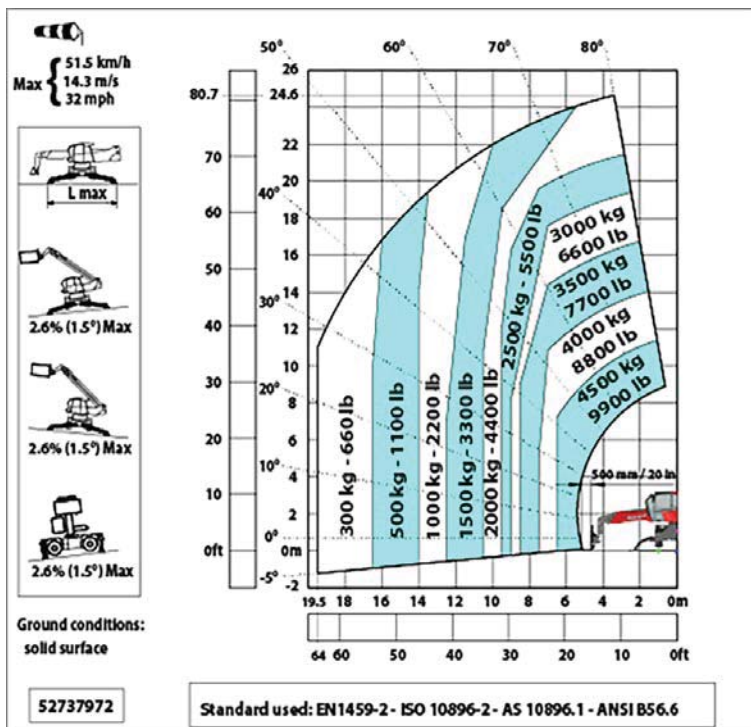 51.5 km/h
Max { 14.3 m/s
32 mph
L max
2.6% (1.5°) Max
2.6% (1.5°) Max
2.6% (1.5°) Max
Ground conditions:
solid surface
52737972
50° 60° 70° 80°
40°
30°
20°
10°
0°
-5°
80.7
70
60
50
40
30
20
10
0ft
26
24.6
22
20
18
16
14
12
10
8
6
4
2
0m
-2
300 kg - 660 lb
500 kg - 1100 lb
1000 kg - 2200 lb
1500 kg - 3300 lb
2000 kg - 4400 lb
2500 kg - 5500 lb
3000 kg
6600 lb
3500 kg
7700 lb
4000 kg
8800 lb
4500 kg
9900 lb
500 mm / 20 in
19.5 18 16 14 12 10 8 6 4 2 0m
64 60 50 40 30 20 10 0ft
Standard used: EN1459-2 - ISO 10896-2 - AS 10896.1 - ANSI B56.6